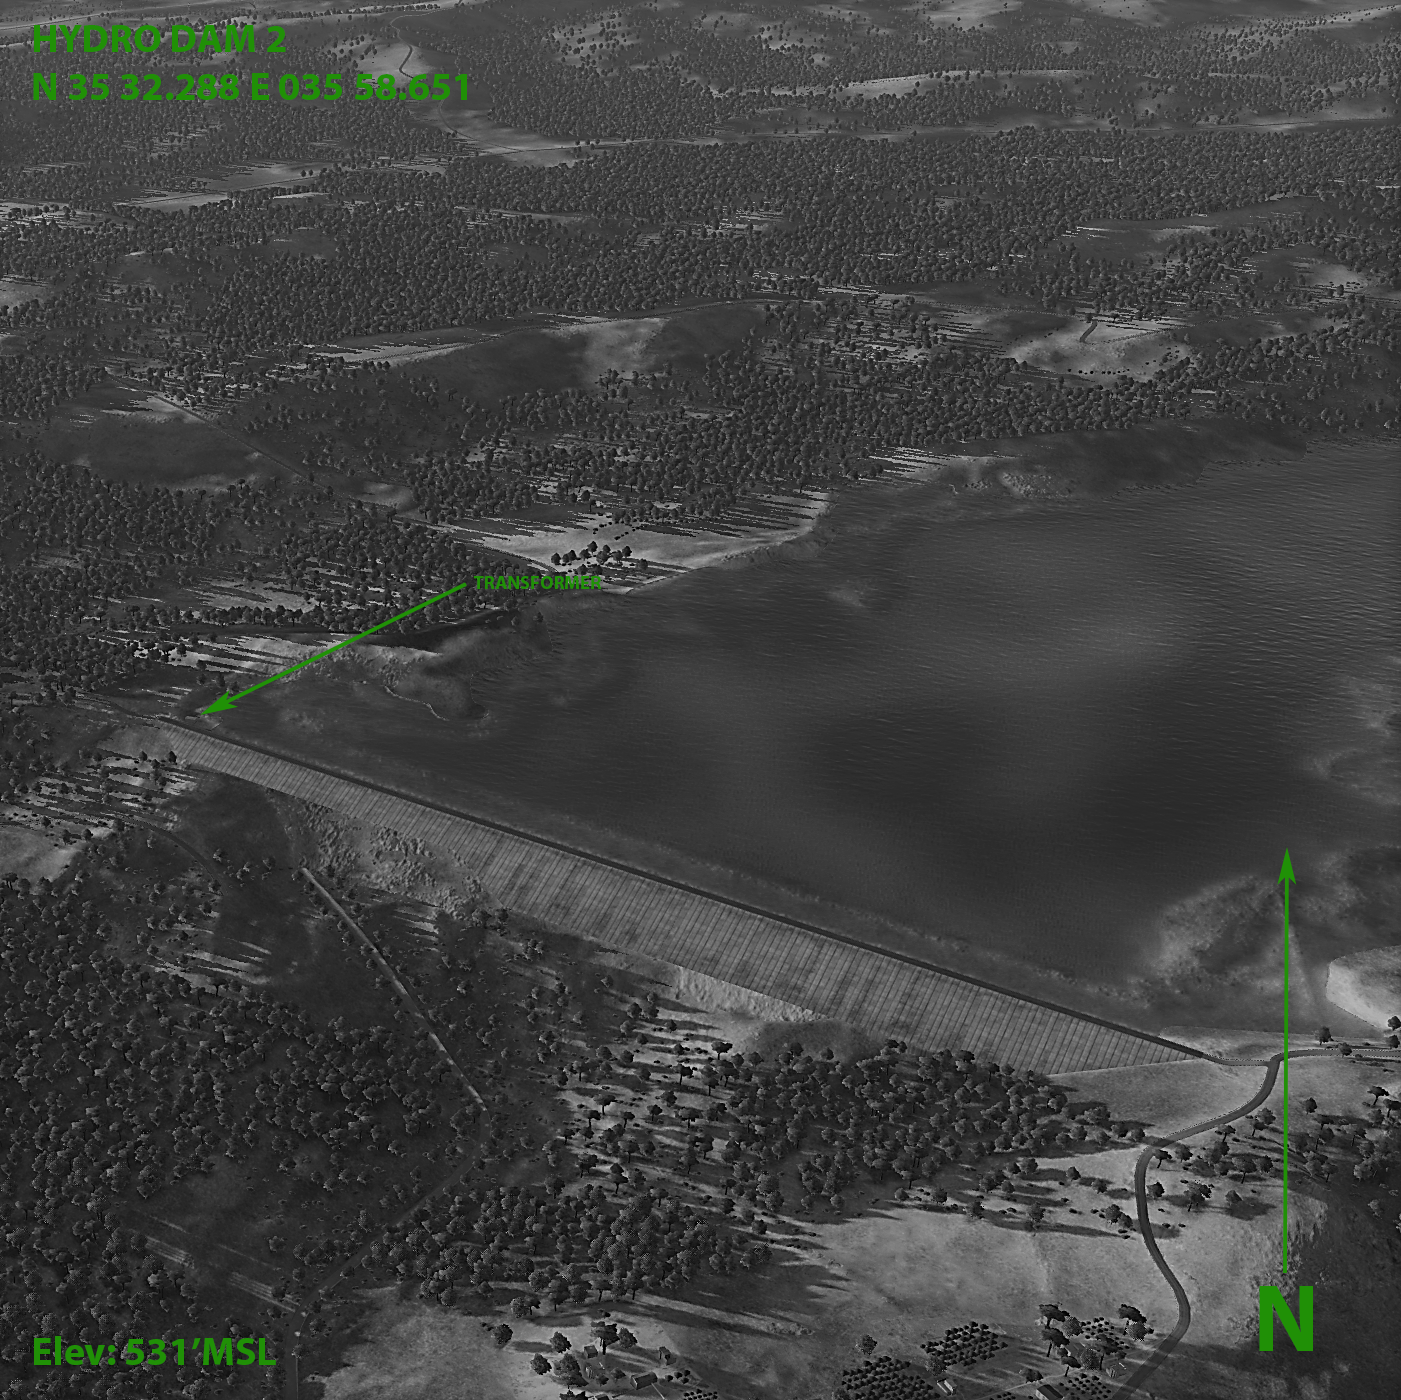 HYDRO DAM 2
N 35 32.288 E 035 58.651
TRANSFORMER
Elev: 531'MSL
N